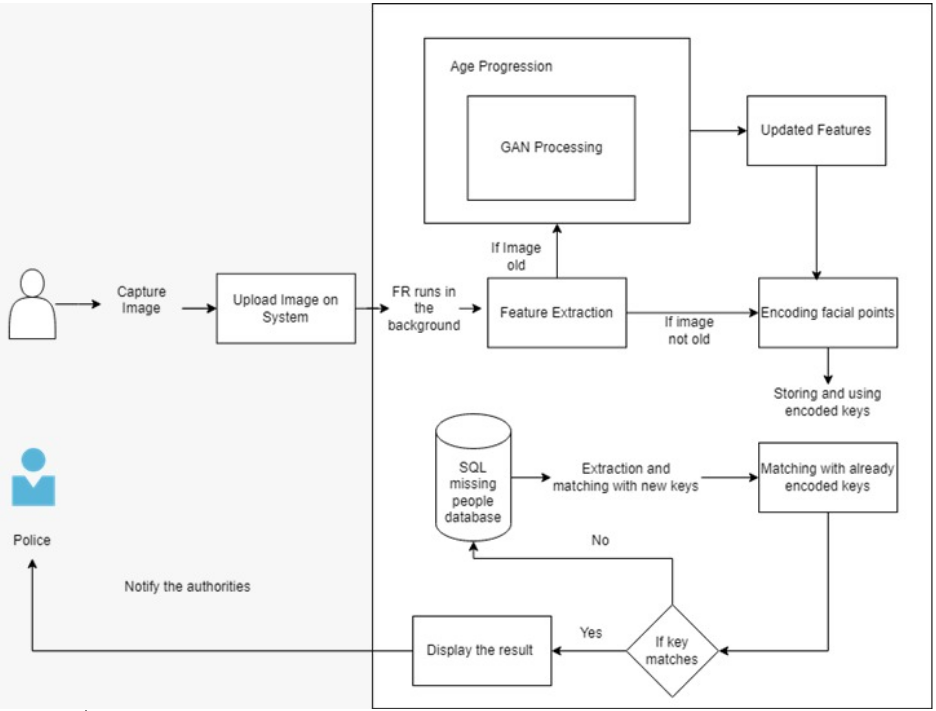 Age Progression
GAN Processing
Updated Features
If Image
old
Capture
Image
Upload Image on
System
FR runs in
the
background
Feature Extraction
If image
not old
Encoding facial points
Storing and using
encoded keys
SQL
missing
people
database
Extraction and
matching with new keys
Matching with already
encoded keys
Police
No
Notify the authorities
Display the result
Yes
If key
matches